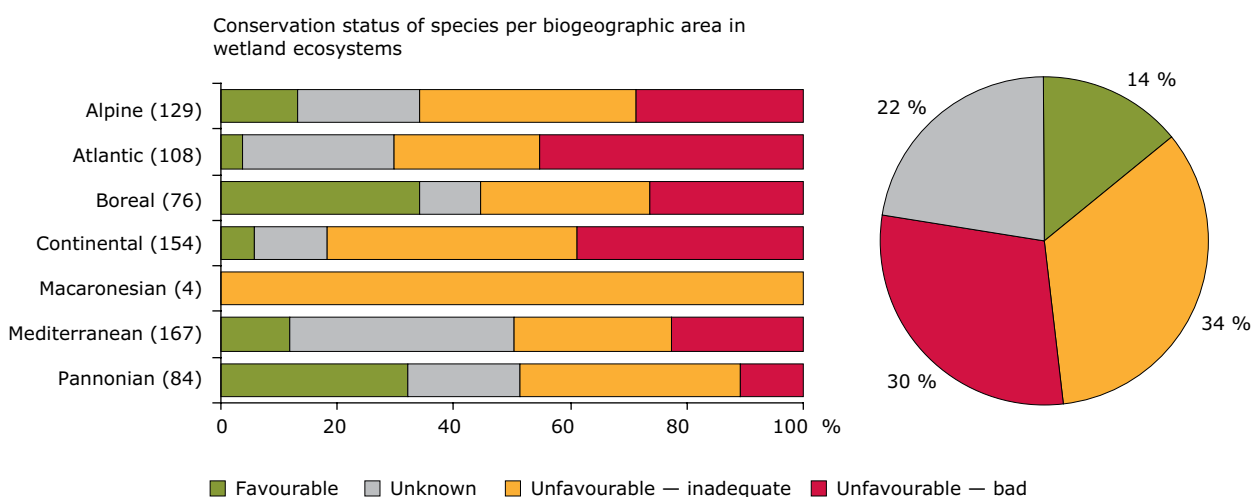 Conservation status of species per biogeographic area in
wetland ecosystems
Alpine (129)
Atlantic (108)
Boreal (76)
Continental (154)
Macaronesian (4)
Mediterranean (167)
Pannonian (84)
0 20 40 60 80 100 %
14 %
22 %
34 %
30 %
Favourable Unknown Unfavourable — inadequate Unfavourable — bad